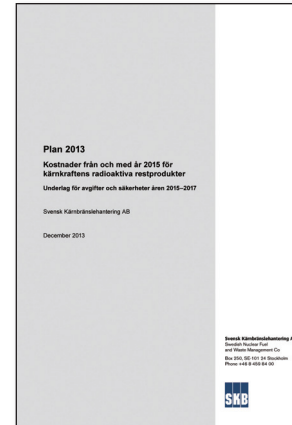 Plan 2013
Kostnader från och med år 2015 för
kärnkraftens radioaktiva restprodukter
Underlag för avgifter och säkerheter åren 2015–2017
Svensk Kärnbränslehantering AB
December 2013
Svensk Kärnbränslehantering A
Swedish Nuclear Fuel
and Waste Management Co
Box 250, SE-101 24 Stockholm
Phone +46 8 459 84 00
SKB